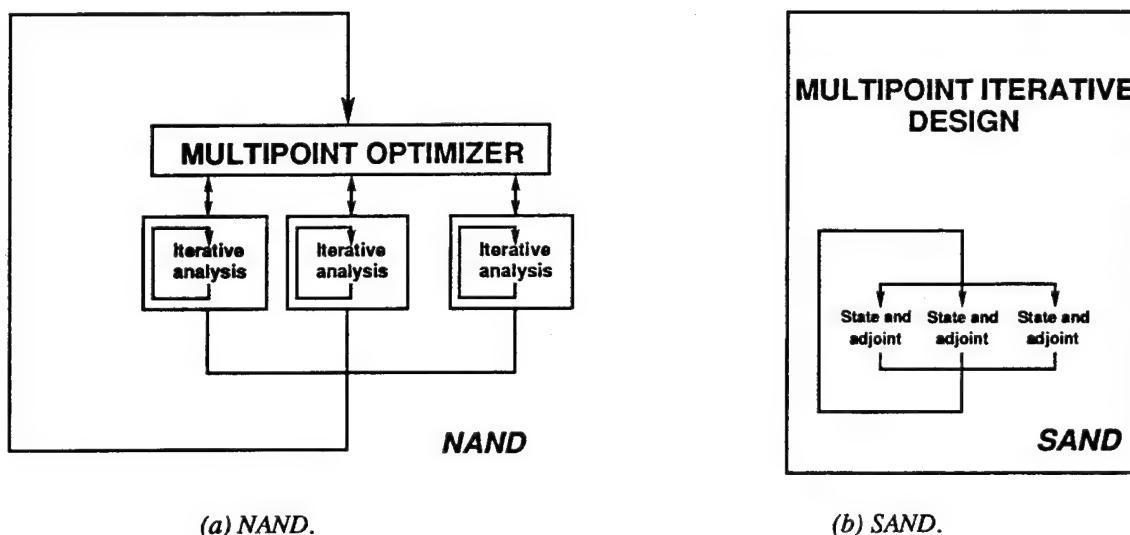 MULTIPOINT OPTIMIZER
Iterative
analysis
Iterative
analysis
Iterative
analysis
NAND
(a) NAND.
MULTIPOINT ITERATIVE
DESIGN
State and
adjoint
State and
adjoint
State and
adjoint
SAND
(b) SAND.